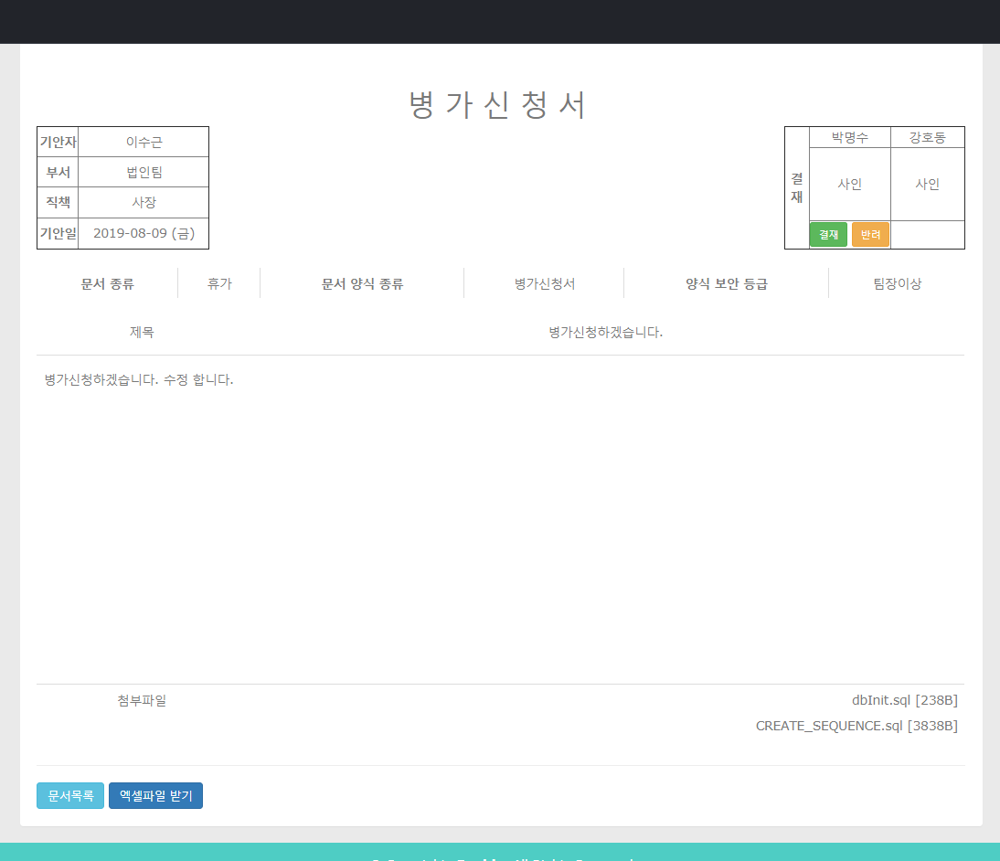 병 가 신 청 서
기안자 이수근
부서 법인팀
직책 사장
기안일 2019-08-09 (금)
결재 박명수 강호동
사인 사인
결재 반려
문서 종류 휴가 문서 양식 종류 병가신청서 양식 보안 등급 팀장이상
제목 병가신청하겠습니다.
병가신청하겠습니다. 수정 합니다.
첨부파일 dbInit.sql [238B]
CREATE_SEQUENCE.sql [3838B]
문서목록 엑셀파일 받기